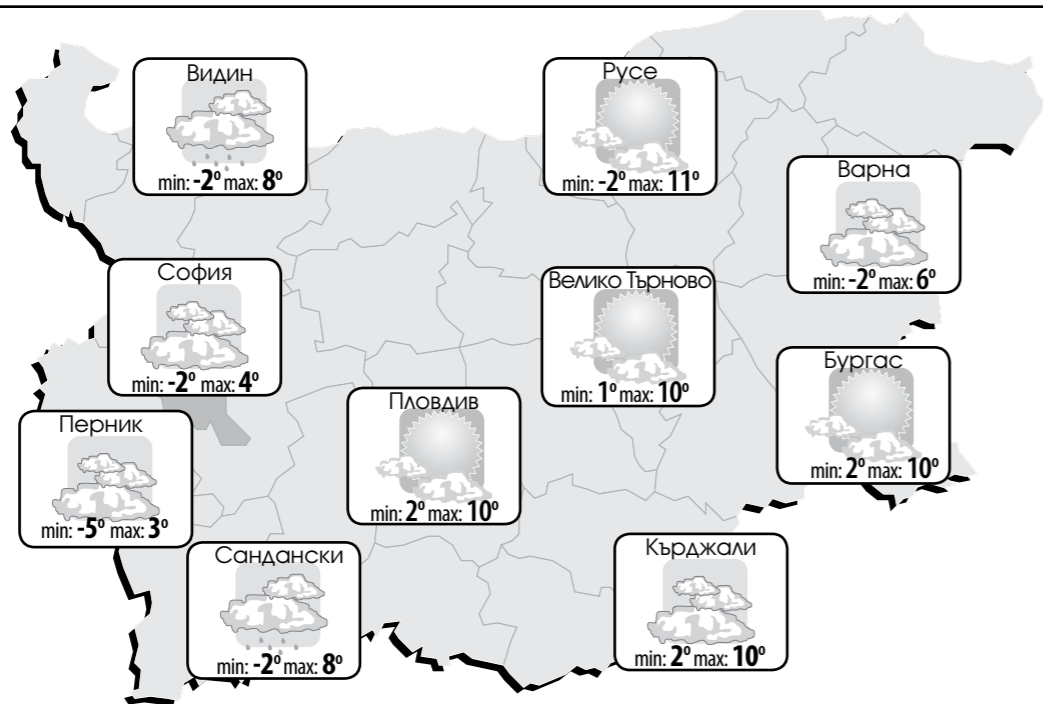 Видин
min: -2° max: 8°
Русе
min: -2° max: 11°
Варна
min: -2° max: 6°
София
min: -2° max: 4°
Велико Търново
min: 1° max: 10°
Бургас
min: 2° max: 10°
Пловдив
min: 2° max: 10°
Перник
min: -5° max: 3°
Сандански
min: -2° max: 8°
Кърджали
min: 2° max: 10°